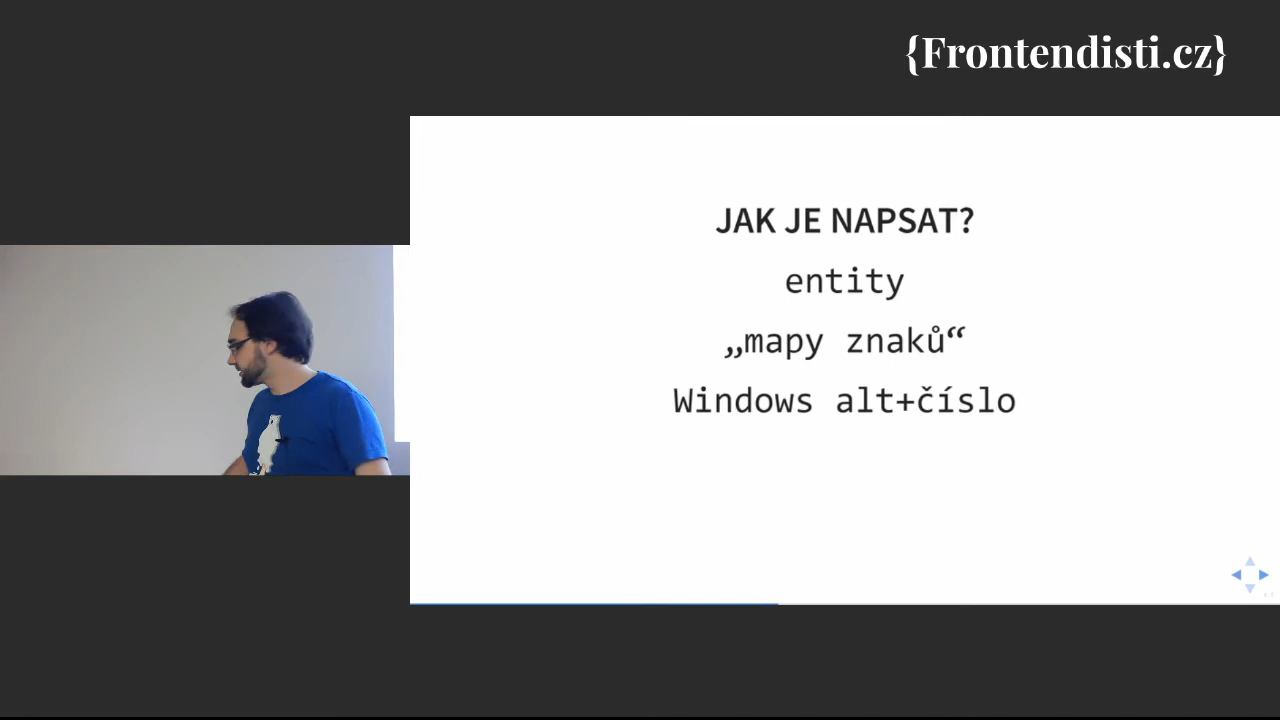 {Frontendisti.cz}
JAK JE NAPSAT?
entity
„mapy znaků“
Windows alt+číslo